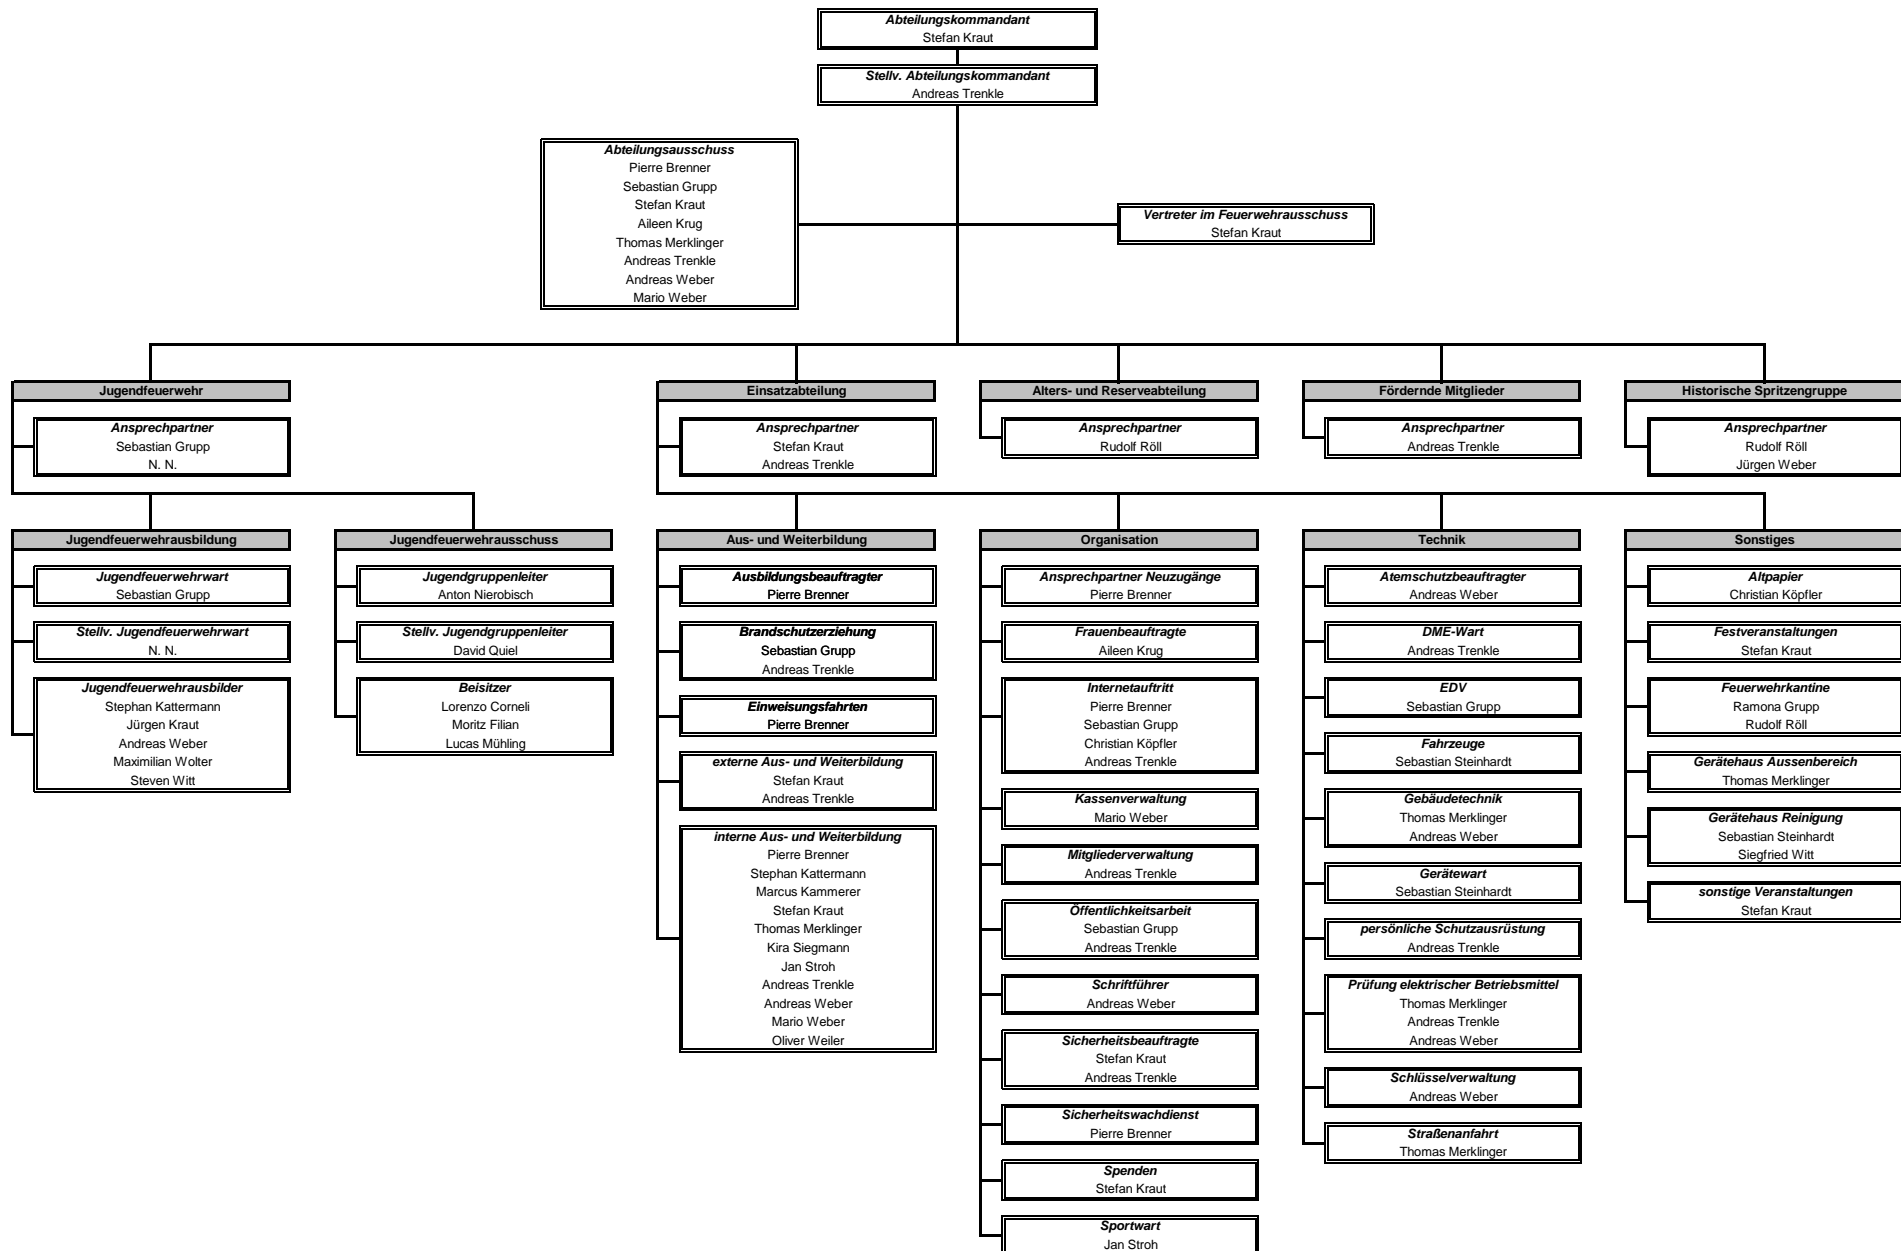 Abteilungskommandant
Stefan Kraut
Stellv. Abteilungskommandant
Andreas Trenkle
Abteilungsausschuss
Pierre Brenner
Sebastian Grupp
Stefan Kraut
Aileen Krug
Thomas Merklinger
Andreas Trenkle
Andreas Weber
Mario Weber
Vertreter im Feuerwehrausschuss
Stefan Kraut
Jugendfeuerwehr
Ansprechpartner
Sebastian Grupp
N. N.
Einsatzabteilung
Ansprechpartner
Stefan Kraut
Andreas Trenkle
Alters- und Reserveabteilung
Ansprechpartner
Rudolf Röll
Fördernde Mitglieder
Ansprechpartner
Andreas Trenkle
Historische Spritzengruppe
Ansprechpartner
Rudolf Röll
Jürgen Weber
Jugendfeuerwehrausbildung
Jugendfeuerwehrwart
Sebastian Grupp
Stellv. Jugendfeuerwehrwart
N. N.
Jugendfeuerwehrausbilder
Stephan Kattermann
Jürgen Kraut
Andreas Weber
Maximilian Wolter
Steven Witt
Jugendfeuerwehrausschuss
Jugendgruppenleiter
Anton Nierobisch
Stellv. Jugendgruppenleiter
David Quiel
Beisitzer
Lorenzo Corneli
Moritz Filian
Lucas Mühling
Aus- und Weiterbildung
Ausbildungsbeauftragter
Pierre Brenner
Brandschutzerziehung
Sebastian Grupp
Andreas Trenkle
Einweisungsfahrten
Pierre Brenner
externe Aus- und Weiterbildung
Stefan Kraut
Andreas Trenkle
interne Aus- und Weiterbildung
Pierre Brenner
Stephan Kattermann
Marcus Kammerer
Stefan Kraut
Thomas Merklinger
Kira Siegmann
Jan Stroh
Andreas Trenkle
Andreas Weber
Mario Weber
Oliver Weiler
Organisation
Ansprechpartner Neuzugänge
Pierre Brenner
Frauenbeauftragte
Aileen Krug
Internetauftritt
Pierre Brenner
Sebastian Grupp
Christian Köpfler
Andreas Trenkle
Kassenverwaltung
Mario Weber
Mitgliederverwaltung
Andreas Trenkle
Öffentlichkeitsarbeit
Sebastian Grupp
Andreas Trenkle
Schriftführer
Andreas Weber
Sicherheitsbeauftragte
Stefan Kraut
Andreas Trenkle
Sicherheitswachdienst
Pierre Brenner
Spenden
Stefan Kraut
Sportwart
Jan Stroh
Technik
Atemschutzbeauftragter
Andreas Weber
DME-Wart
Andreas Trenkle
EDV
Sebastian Grupp
Fahrzeuge
Sebastian Steinhardt
Gebäudetechnik
Thomas Merklinger
Andreas Weber
Gerätewart
Sebastian Steinhardt
persönliche Schutzausrüstung
Andreas Trenkle
Prüfung elektrischer Betriebsmittel
Thomas Merklinger
Andreas Trenkle
Andreas Weber
Schlüsselverwaltung
Andreas Weber
Straßenanfahrt
Thomas Merklinger
Sonstiges
Altpapier
Christian Köpfler
Festveranstaltungen
Stefan Kraut
Feuerwehrkantine
Ramona Grupp
Rudolf Röll
Gerätehaus Aussenbereich
Thomas Merklinger
Gerätehaus Reinigung
Sebastian Steinhardt
Siegfried Witt
sonstige Veranstaltungen
Stefan Kraut